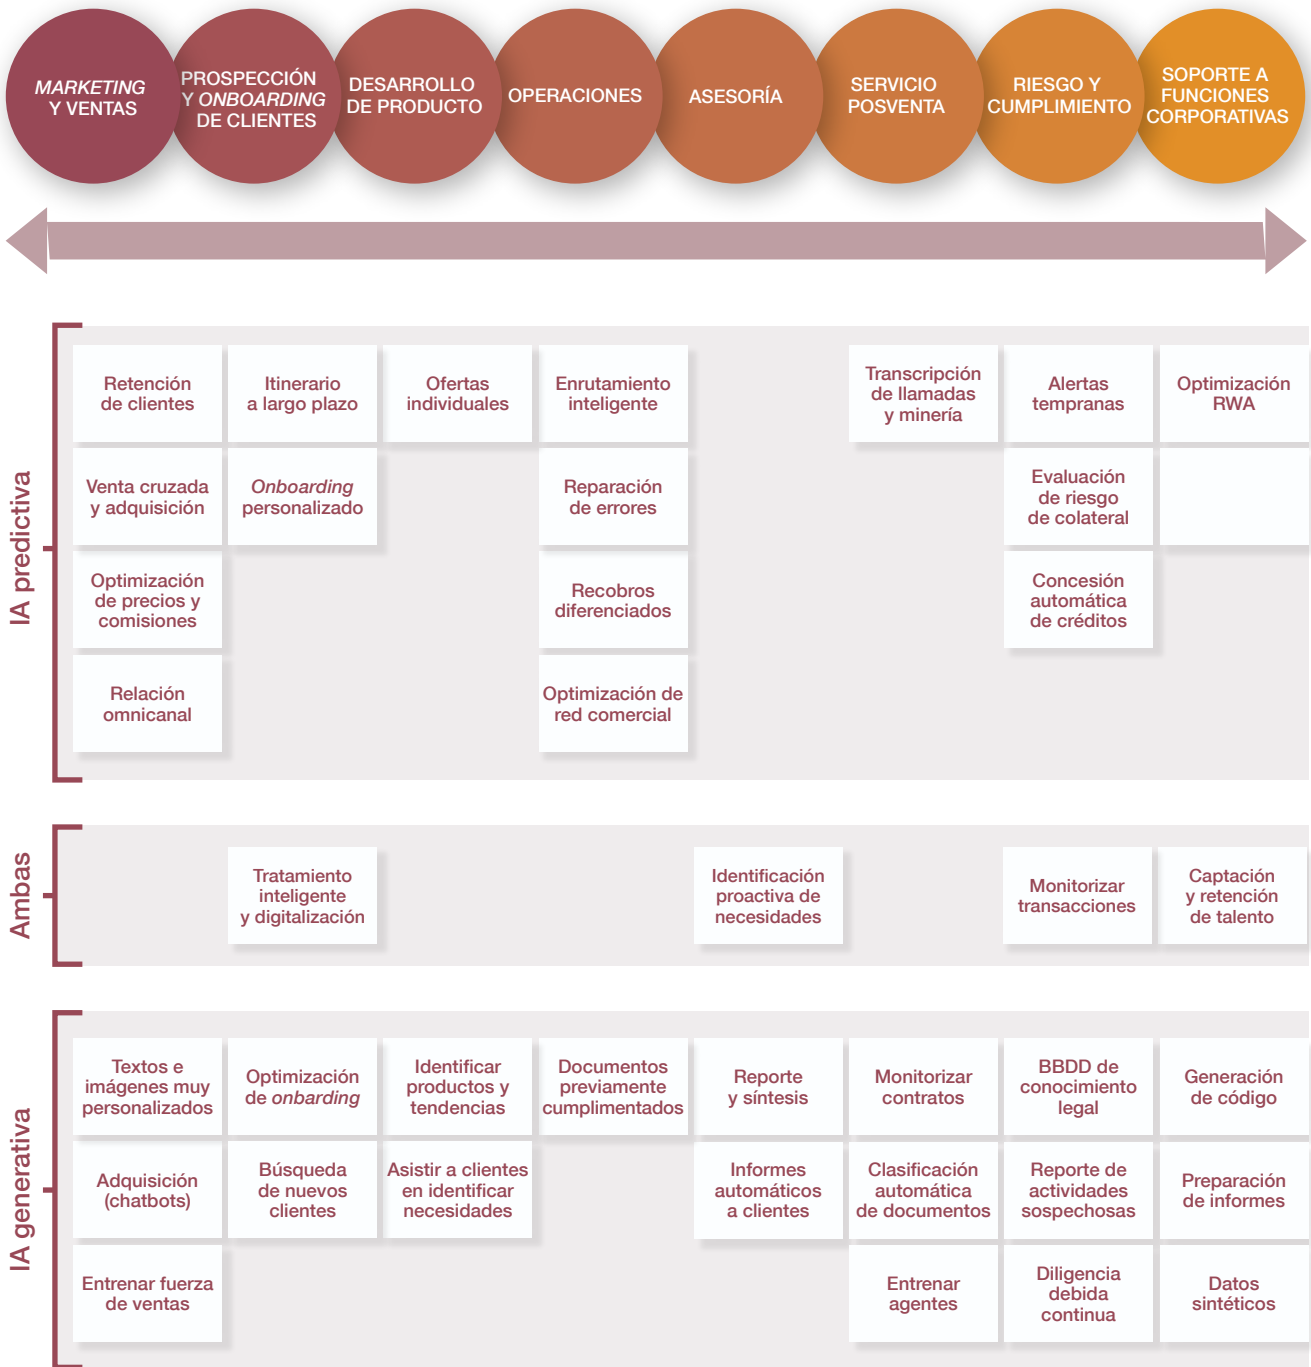 MARKETING
Y VENTAS
PROSPECCIÓN
Y ONBOARDING
DE CLIENTES
DESARROLLO
DE PRODUCTO
OPERACIONES
ASESORÍA
SERVICIO
POSVENTA
RIESGO Y
CUMPLIMIENTO
SOPORTE A
FUNCIONES
CORPORATIVAS
IA predictiva
Retención
de clientes
Itinerario
a largo plazo
Ofertas
individuales
Enrutamiento
inteligente
Transcripción
de llamadas
y minería
Alertas
tempranas
Optimización
RWA
Venta cruzada
y adquisición
Onboarding
personalizado
Reparación
de errores
Evaluación
de riesgo
de colateral
Optimización
de precios y
comisiones
Recobros
diferenciados
Concesión
automática
de créditos
Relación
omnicanal
Optimización de
red comercial
Ambas
Tratamiento
inteligente
y digitalización
Identificación
proactiva de
necesidades
Monitorizar
transacciones
Captación
y retención
de talento
IA generativa
Textos e
imágenes muy
personalizados
Optimización
de onbarding
Identificar
productos y
tendencias
Documentos
previamente
cumplimentados
Reporte
y síntesis
Monitorizar
contratos
BBDD de
conocimiento
legal
Generación
de código
Adquisición
(chatbots)
Búsqueda
de nuevos
clientes
Asistir a clientes
en identificar
necesidades
Informes
automáticos
a clientes
Clasificación
automática
de documentos
Reporte de
actividades
sospechosas
Preparación
de informes
Entrenar fuerza
de ventas
Entrenar
agentes
Diligencia
debida
continua
Datos
sintéticos